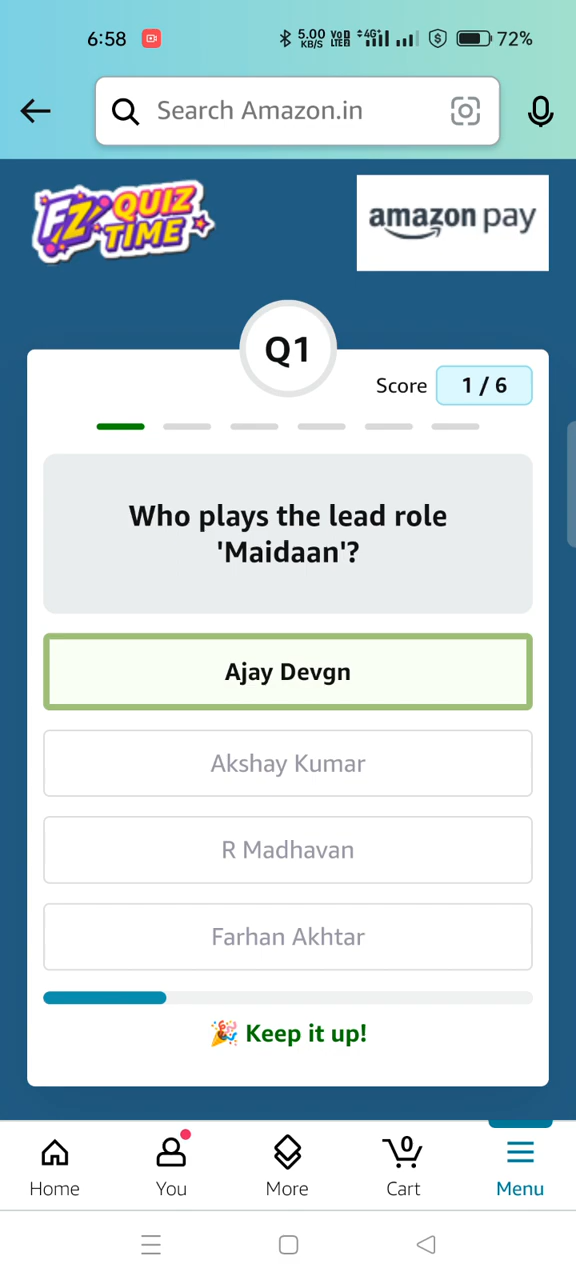 6:58
5.00 KB/S VoD LTE 4G 72%
Search Amazon.in
FZ QUIZ TIME
amazon pay
Q1
Score 1 / 6
Who plays the lead role
'Maidaan'?
Ajay Devgn
Akshay Kumar
R Madhavan
Farhan Akhtar
🎉 Keep it up!
0
Home You More Cart Menu